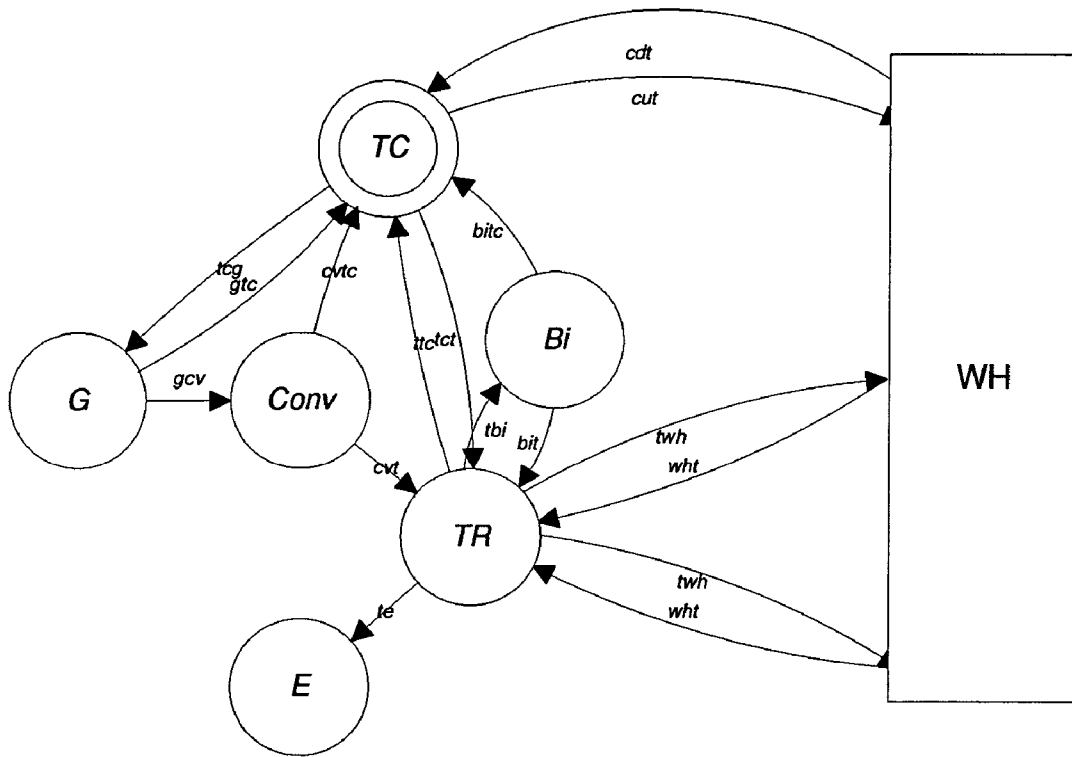 cdt
cut
TC
bitc
tcg
gtc
cvtc
ttc
tct
Bi
gcv
G
Conv
WH
tbi
bit
twh
wht
cvt
TR
twh
wht
te
E